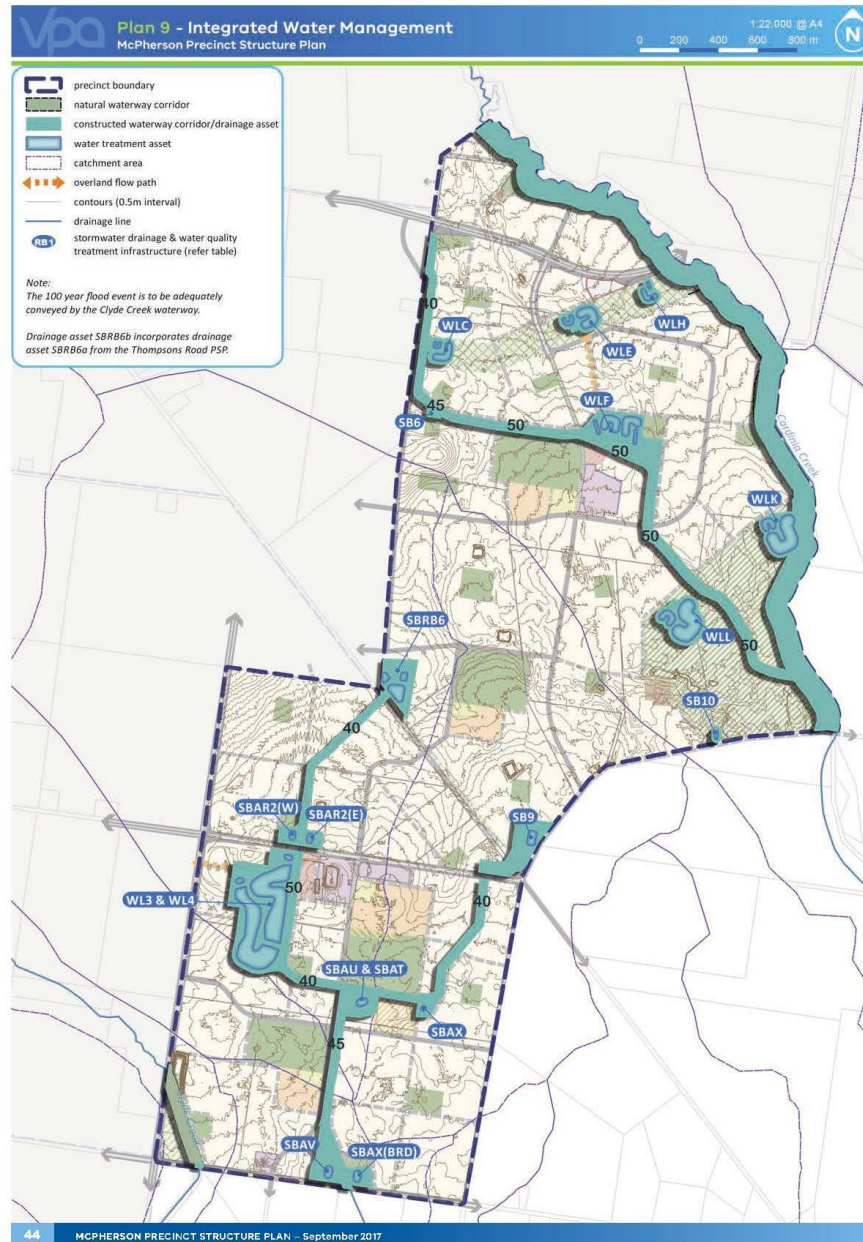 vpa
Plan 9 - Integrated Water Management
McPherson Precinct Structure Plan
1:22,000 @ A4
0 200 400 600 800 m
N
precinct boundary
natural waterway corridor
constructed waterway corridor/drainage asset
water treatment asset
catchment area
overland flow path
contours (0.5m interval)
drainage line
RB1
stormwater drainage & water quality
treatment infrastructure (refer table)
Note:
The 100 year flood event is to be adequately
conveyed by the Clyde Creek waterway.
Drainage asset SBRB6b incorporates drainage
asset SBRB6a from the Thompsons Road PSP.
40
WLC
WLH
WLE
WLF
45
SB6
50
50
Cardinia Creek
WLK
50
WLL
50
SBRB6
SB10
40
SBAR2(W)
SBAR2(E)
SB9
50
WL3 & WL4
40
SBAU & SBAT
40
SBAX
45
SBAV
SBAX(BRD)
44 MCPHERSON PRECINCT STRUCTURE PLAN – September 2017